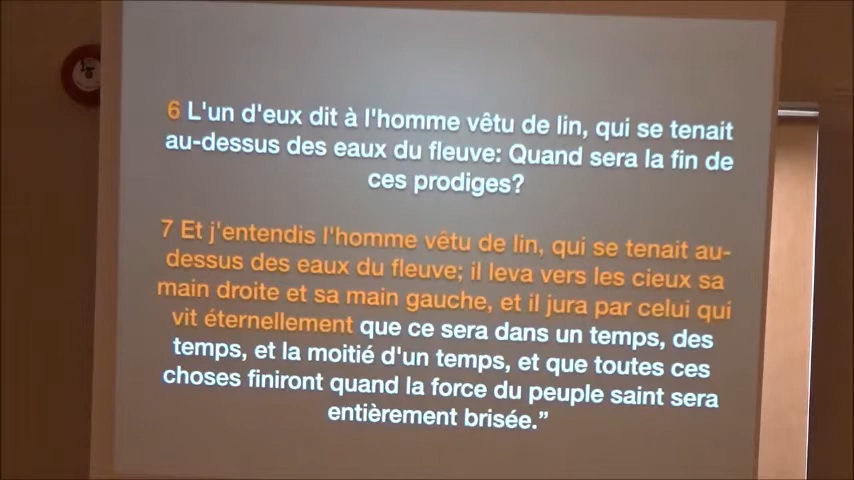 6 L'un d'eux dit à l'homme vêtu de lin, qui se tenait
au-dessus des eaux du fleuve: Quand sera la fin de
ces prodiges?
7 Et j'entendis l'homme vêtu de lin, qui se tenait au-
dessus des eaux du fleuve; il leva vers les cieux sa
main droite et sa main gauche, et il jura par celui qui
vit éternellement que ce sera dans un temps, des
temps, et la moitié d'un temps, et que toutes ces
choses finiront quand la force du peuple saint sera
entièrement brisée.”